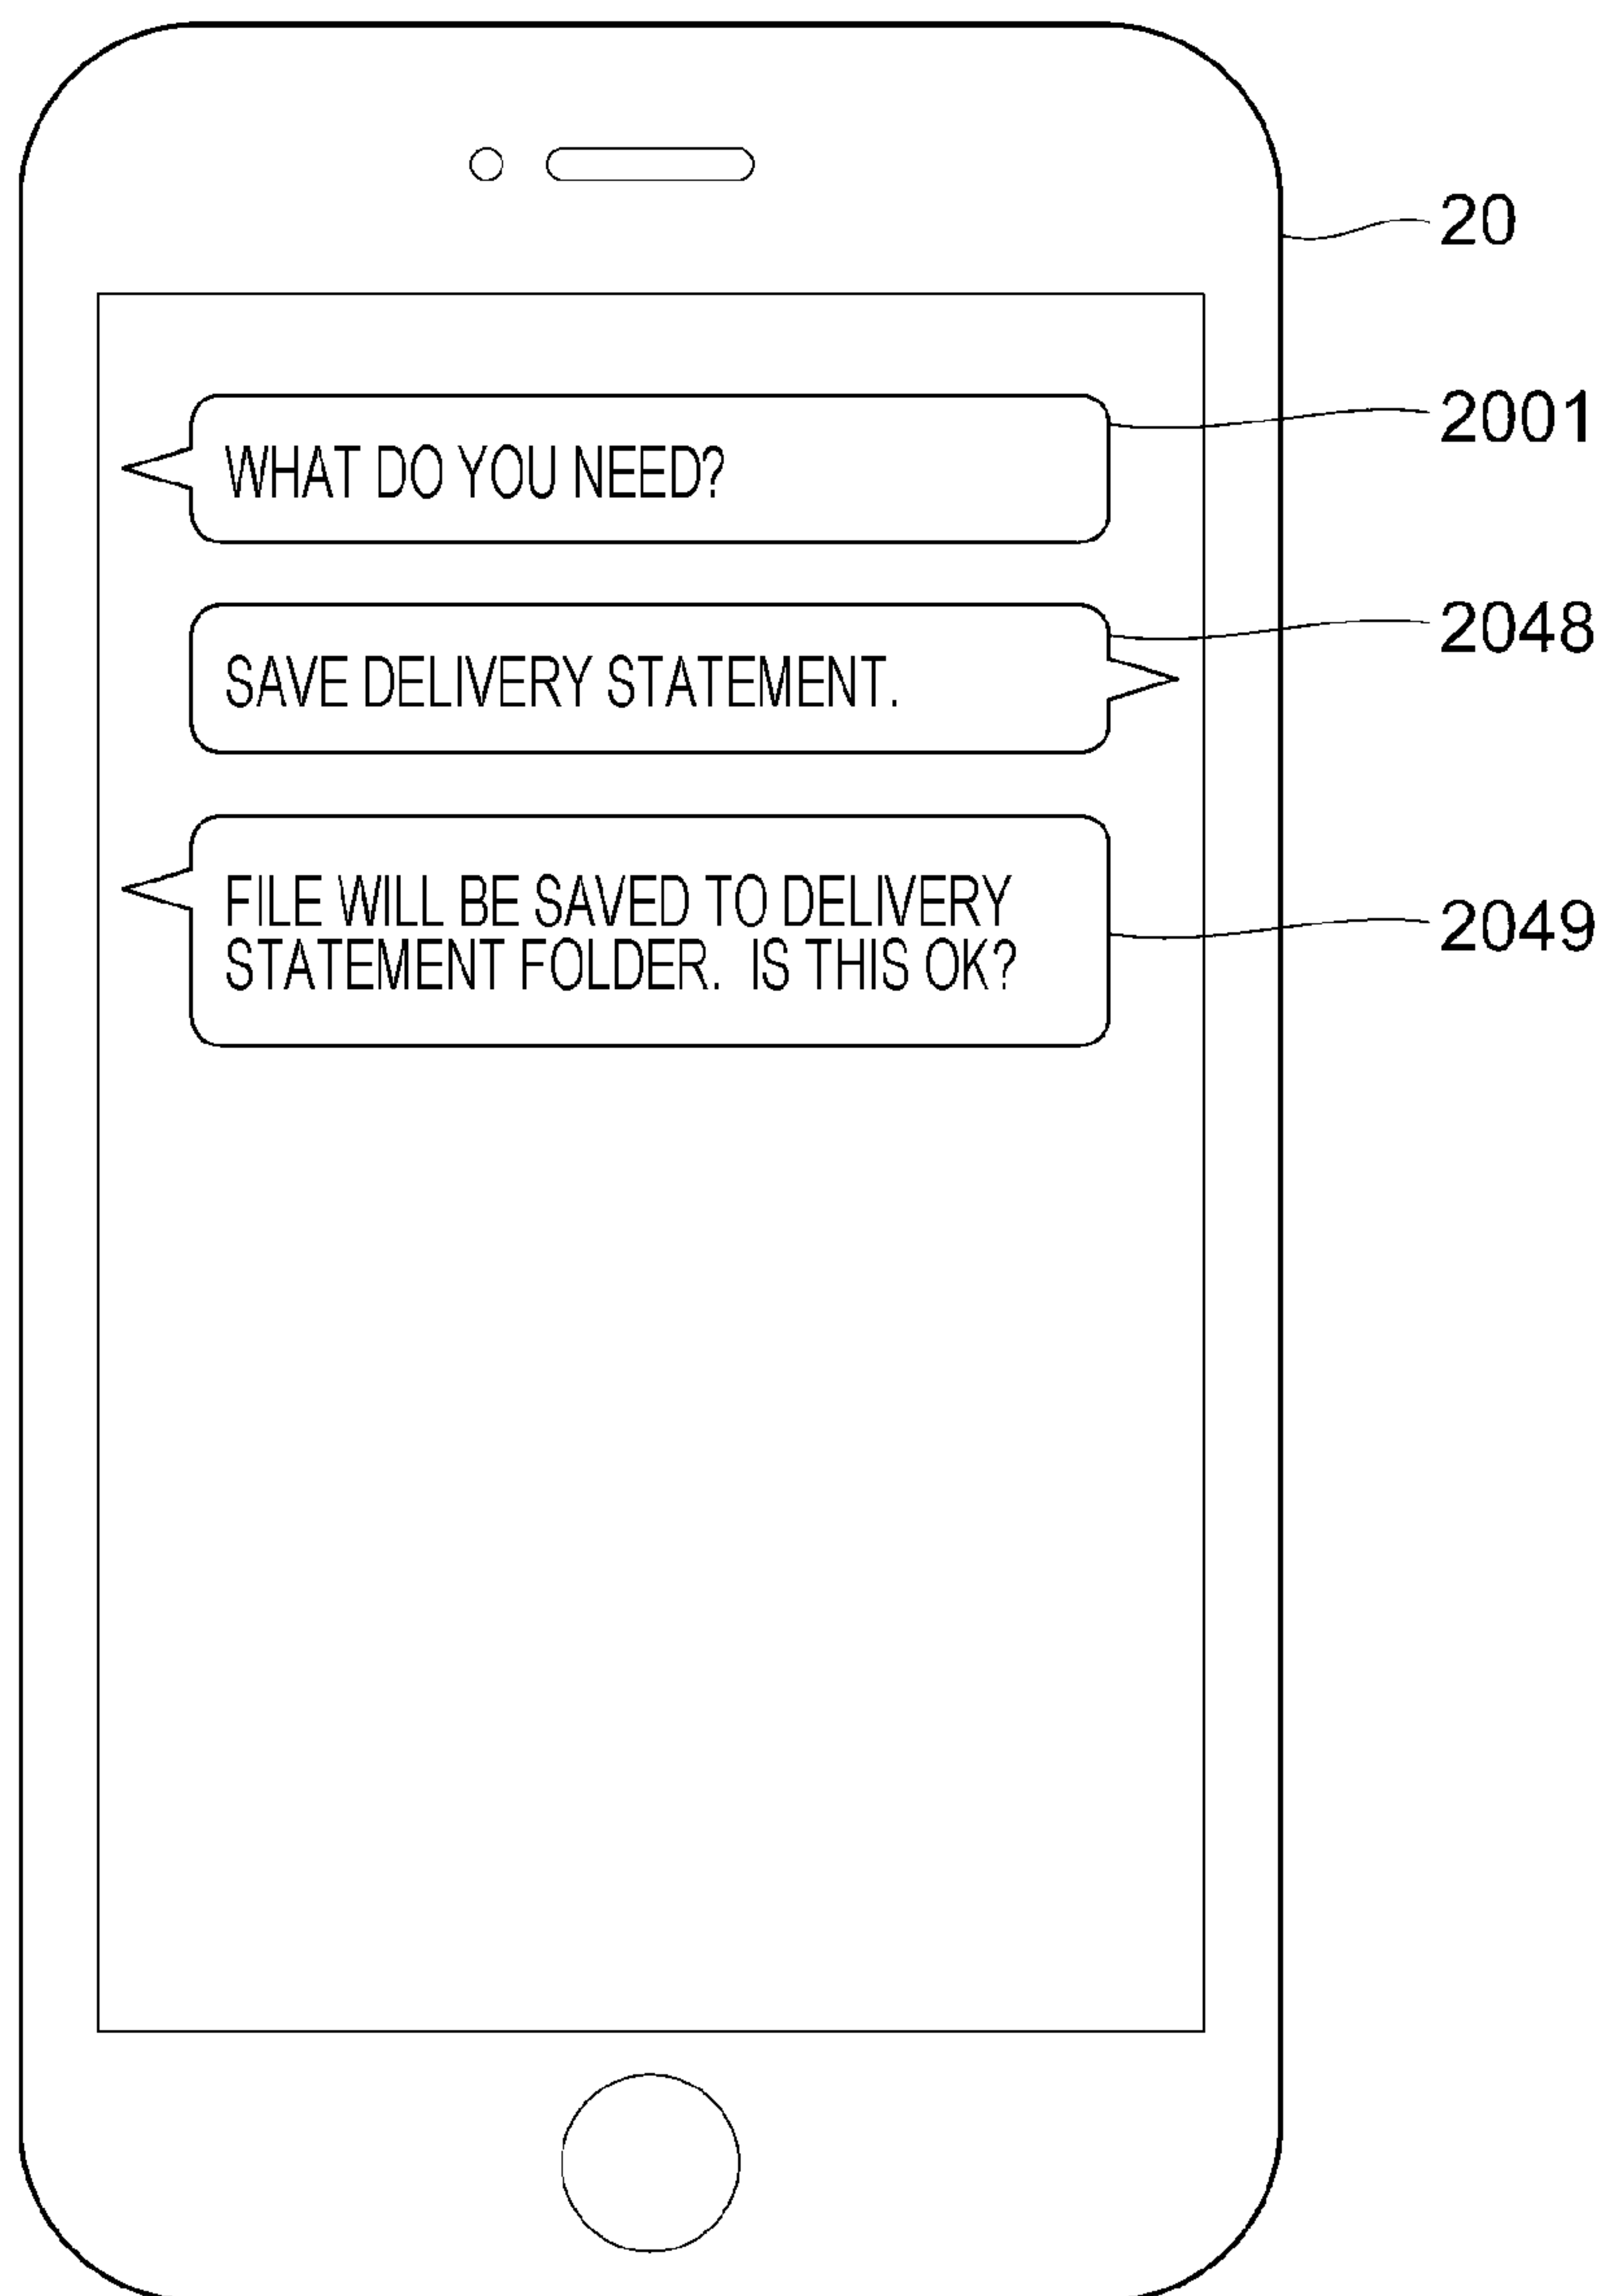 20
2001
WHAT DO YOU NEED?
2048
SAVE DELIVERY STATEMENT.
FILE WILL BE SAVED TO DELIVERY
2049
STATEMENT FOLDER.  IS THIS OK?